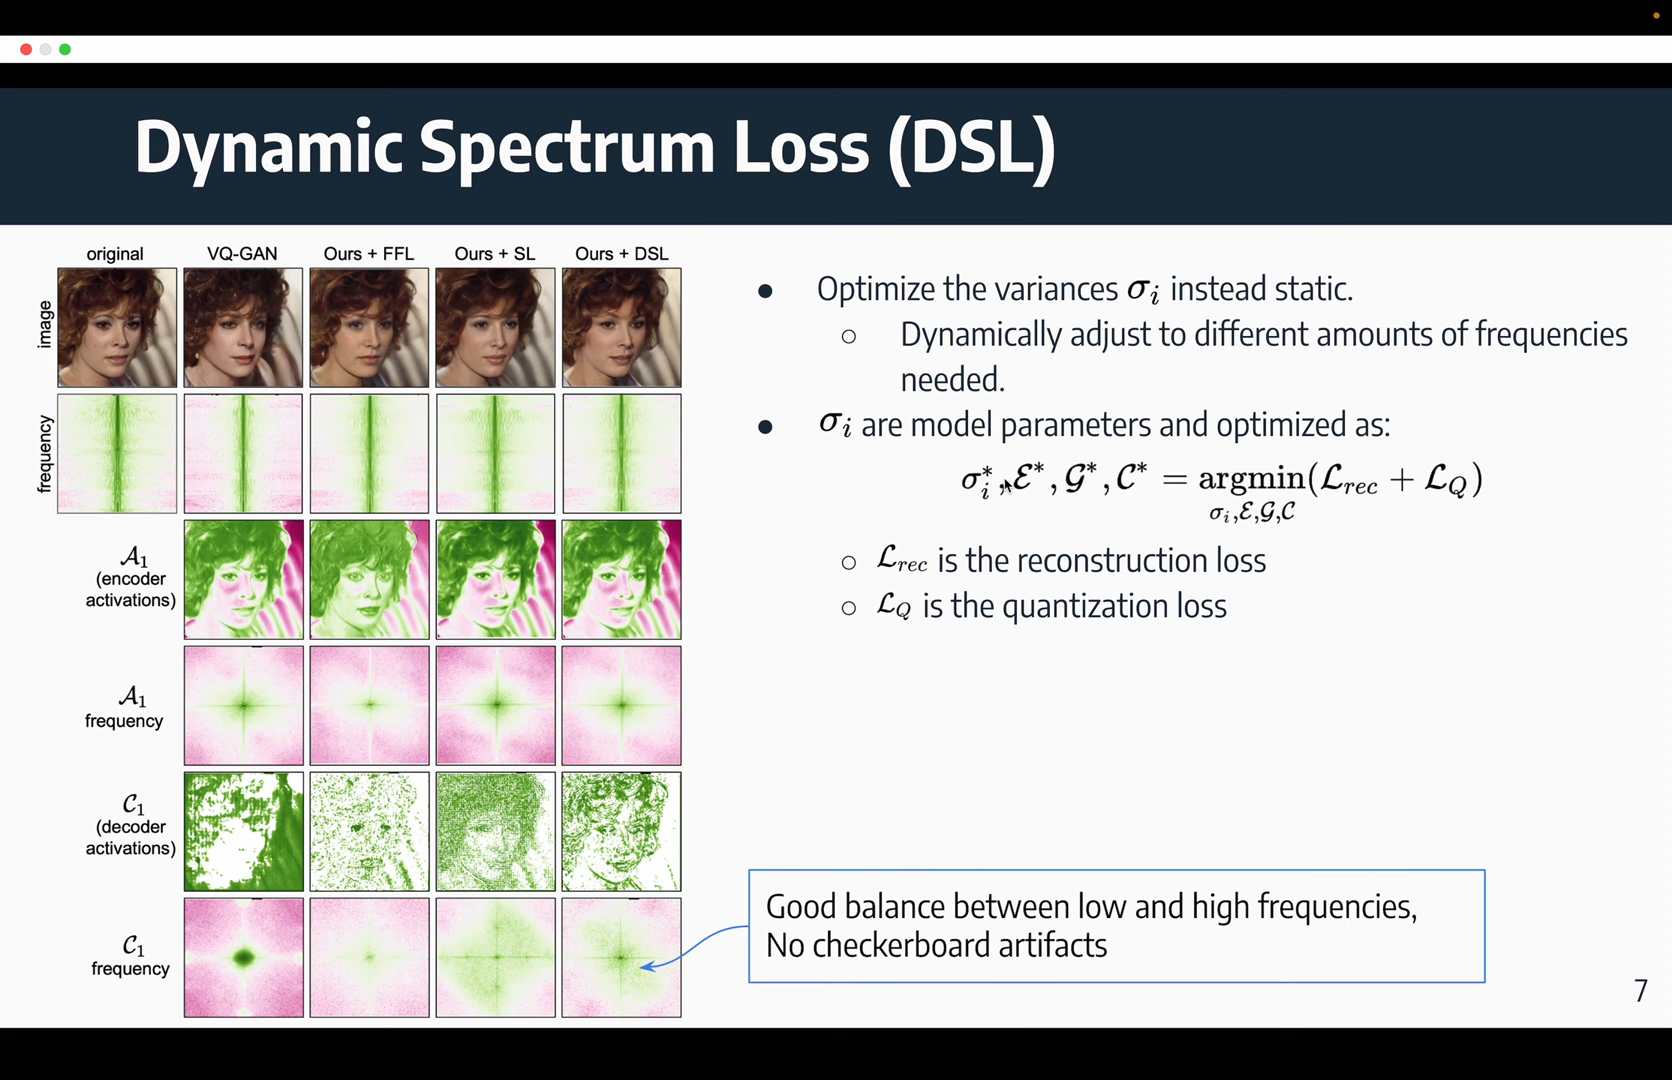 Dynamic Spectrum Loss (DSL)
original VQ-GAN Ours + FFL Ours + SL Ours + DSL
image
frequency
𝒜₁
(encoder
activations)
𝒜₁
frequency
𝒞₁
(decoder
activations)
𝒞₁
frequency
● Optimize the variances σᵢ instead static.
○ Dynamically adjust to different amounts of frequencies
needed.
● σᵢ are model parameters and optimized as:
σᵢ*, ℰ*, 𝒢*, 𝒞* = argmin(ℒrec + ℒQ)
σᵢ,ℰ,𝒢,𝒞
○ ℒrec is the reconstruction loss
○ ℒQ is the quantization loss
Good balance between low and high frequencies,
No checkerboard artifacts
7